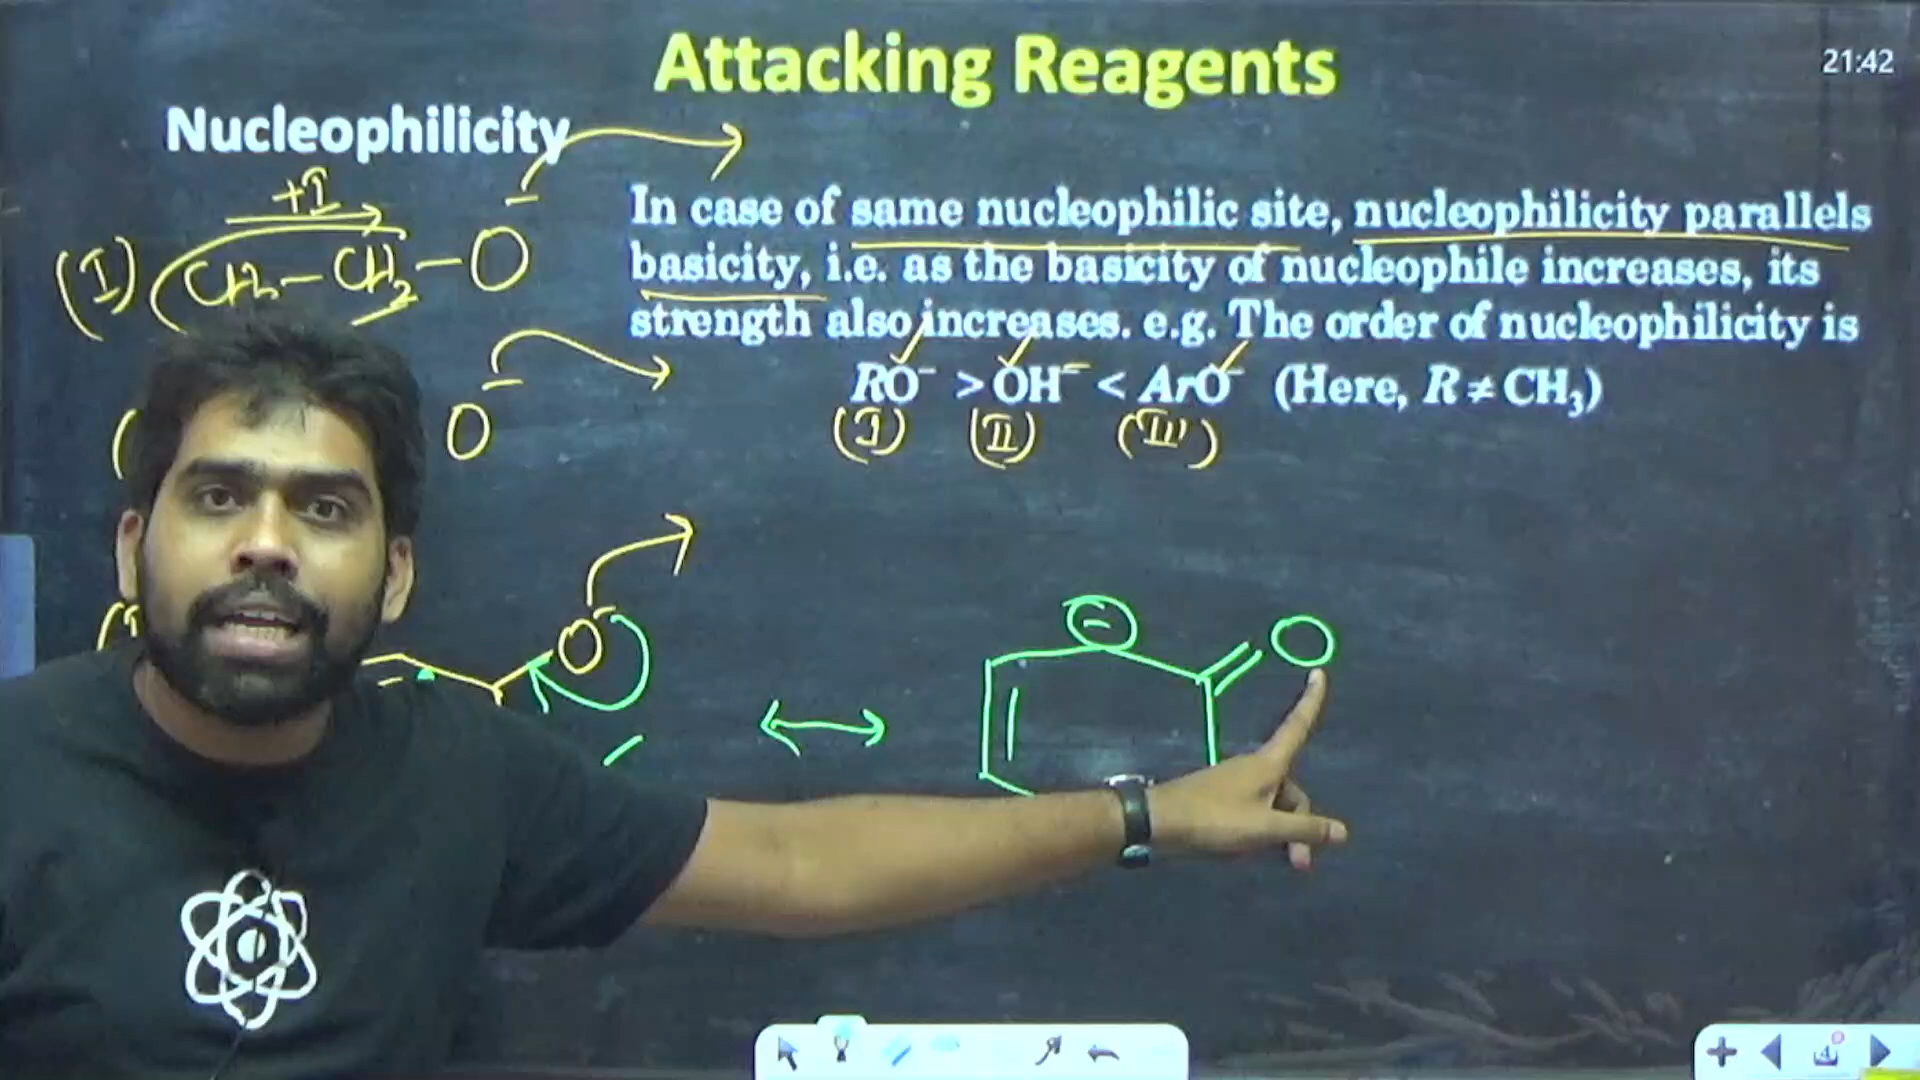 Attacking Reagents
21:42
Nucleophilicity
+I
(I) CH3 – CH2 – O–
In case of same nucleophilic site, nucleophilicity parallels
basicity, i.e. as the basicity of nucleophile increases, its
strength also increases. e.g. The order of nucleophilicity is
RO⁻ > OH⁻ < ArO⁻ (Here, R ≠ CH₃)
(I) (II) (III)
O–
O–
– O